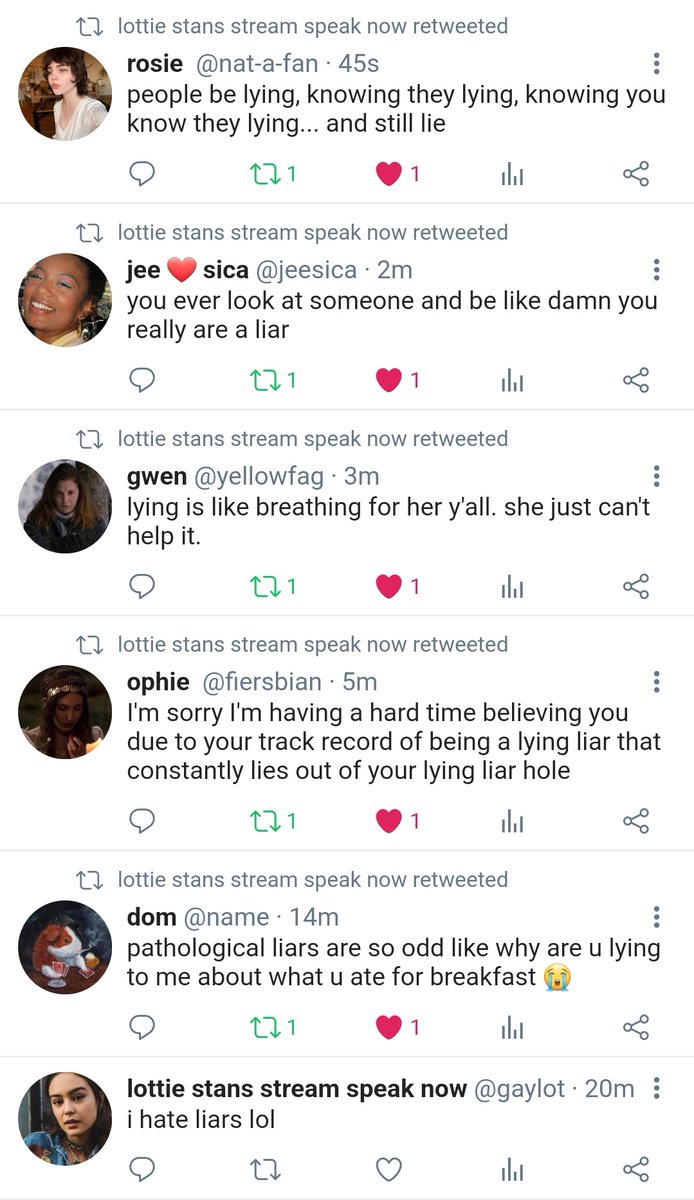 lottie stans stream speak now retweeted
rosie @nat-a-fan · 45s
people be lying, knowing they lying, knowing you
know they lying... and still lie
1 1
lottie stans stream speak now retweeted
jee ❤️ sica @jeesica · 2m
you ever look at someone and be like damn you
really are a liar
1 1
lottie stans stream speak now retweeted
gwen @yellowfag · 3m
lying is like breathing for her y'all. she just can't
help it.
1 1
lottie stans stream speak now retweeted
ophie @fiersbian · 5m
I'm sorry I'm having a hard time believing you
due to your track record of being a lying liar that
constantly lies out of your lying liar hole
1 1
lottie stans stream speak now retweeted
dom @name · 14m
pathological liars are so odd like why are u lying
to me about what u ate for breakfast 😭
1 1
lottie stans stream speak now @gaylot · 20m
i hate liars lol